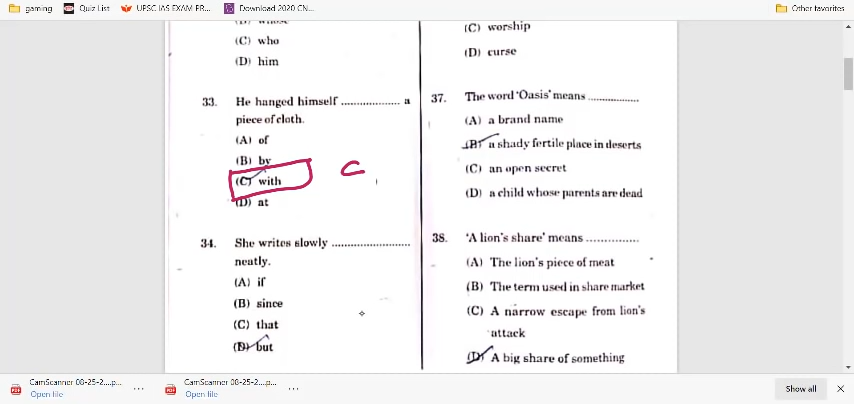 gaming
Quiz List
UPSC IAS EXAM PR...
Download 2020 CN...
Other favorites
(C) who
(D) him
33. He hanged himself .................. a
piece of cloth.
(A) of
(B) by
(C) with
C
(D) at
34. She writes slowly ........................
neatly.
(A) if
(B) since
(C) that
(D) but
(C) worship
(D) curse
37. The word 'Oasis' means ...............
(A) a brand name
(B) a shady fertile place in deserts
(C) an open secret
(D) a child whose parents are dead
38. 'A lion's share' means ...............
(A) The lion's piece of meat
(B) The term used in share market
(C) A narrow escape from lion's
attack
(D) A big share of something
CamScanner 08-25-2....p...
Open file
CamScanner 08-25-2....p...
Open file
Show all